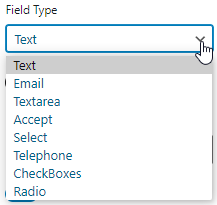 Field Type
Text
Text
Email
Textarea
Accept
Select
Telephone
CheckBoxes
Radio